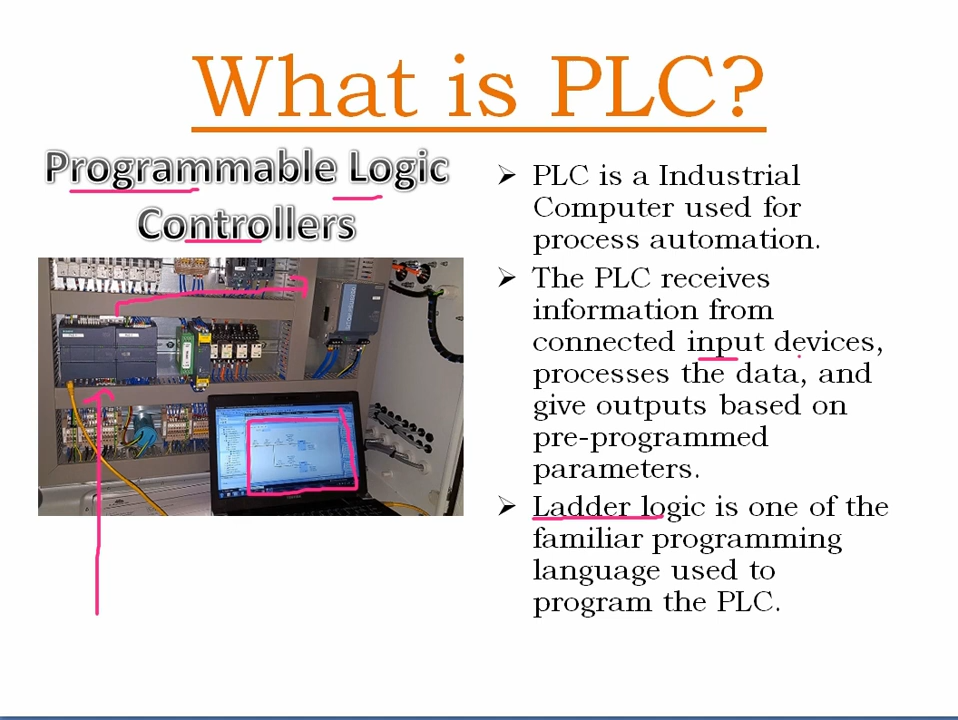 What is PLC?
Programmable Logic
Controllers
➢ PLC is a Industrial
Computer used for
process automation.
➢ The PLC receives
information from
connected input devices,
processes the data, and
give outputs based on
pre-programmed
parameters.
➢ Ladder logic is one of the
familiar programming
language used to
program the PLC.